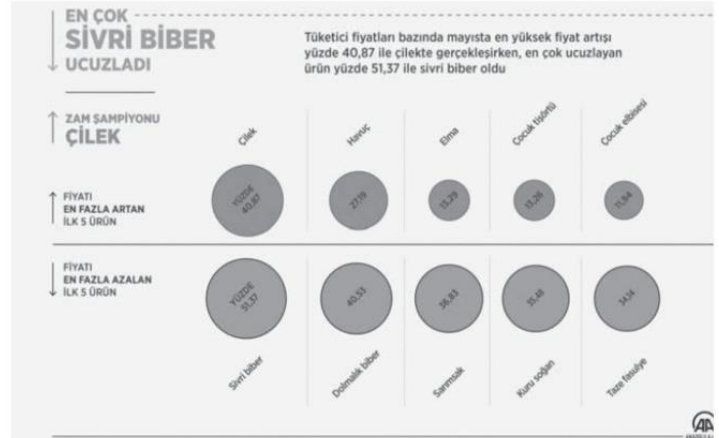 EN ÇOK
SİVRİ BİBER
UCUZLADI
Tüketici fiyatları bazında mayısta en yüksek fiyat artışı
yüzde 40,87 ile çilekte gerçekleşirken, en çok ucuzlayan
ürün yüzde 51,37 ile sivri biber oldu
ZAM ŞAMPİYONU
ÇİLEK
Çilek
Havuç
Elma
Çocuk tişörtü
Çocuk elbisesi
FİYATI
EN FAZLA ARTAN
İLK 5 ÜRÜN
YÜZDE
40,87
27,19
13,29
13,26
11,94
FİYATI
EN FAZLA AZALAN
İLK 5 ÜRÜN
YÜZDE
51,37
40,53
36,83
35,48
34,14
Sivri biber
Dolmalık biber
Sarımsak
Kuru soğan
Taze fasulye
AA